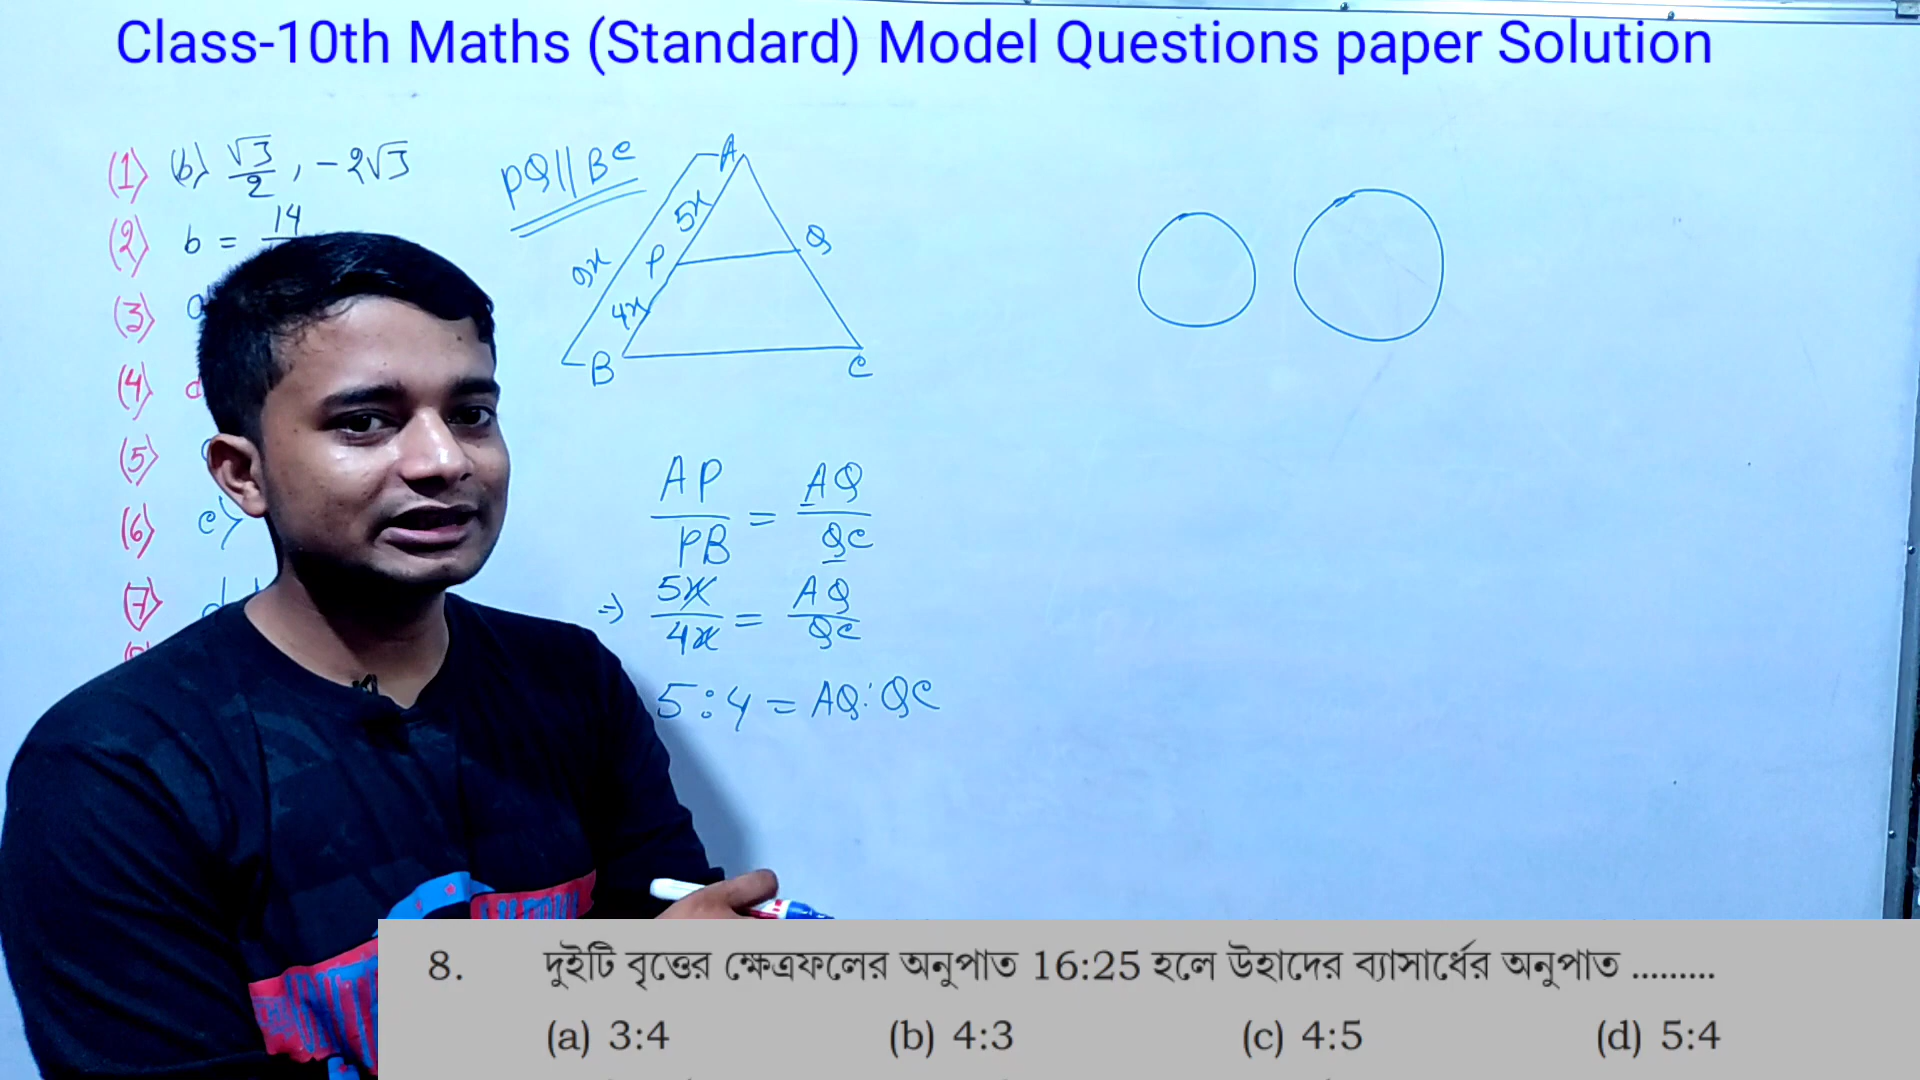 Class-10th Maths (Standard) Model Questions paper Solution
(1) (b) √3/2 , -2√3
(2) b = 14
(3)
(4) d
(5)
(6) c)
(7) d
PQ||BC
A
5x
9x
P
Q
4x
B
C
AP/PB = AQ/QC
⇒ 5x/4x = AQ/QC
5:4 = AQ:QC
8. দুইটি বৃত্তের ক্ষেত্রফলের অনুপাত 16:25 হলে উহাদের ব্যাসার্ধের অনুপাত .........
(a) 3:4 (b) 4:3 (c) 4:5 (d) 5:4